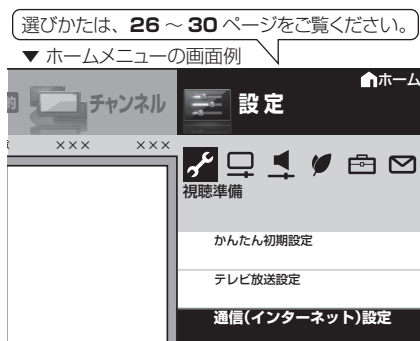 選びかたは、26 ～ 30 ページをご覧ください。
▼ ホームメニューの画面例
ホーム
チャンネル
設定
××× ×××
視聴準備
かんたん初期設定
テレビ放送設定
通信(インターネット)設定